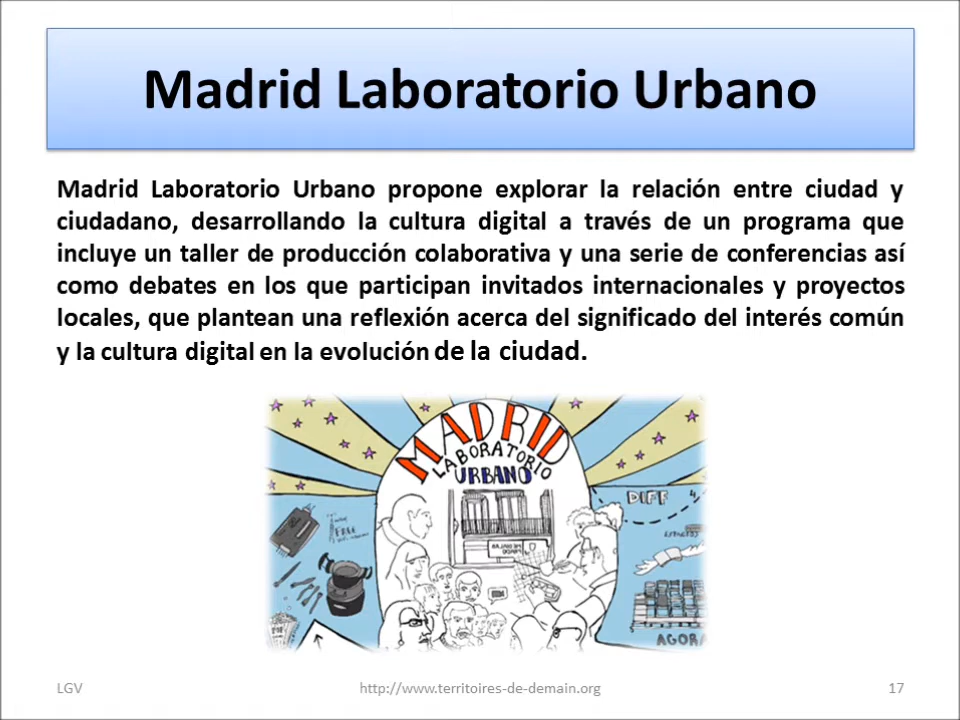 Madrid Laboratorio Urbano
Madrid Laboratorio Urbano propone explorar la relación entre ciudad y
ciudadano, desarrollando la cultura digital a través de un programa que
incluye un taller de producción colaborativa y una serie de conferencias así
como debates en los que participan invitados internacionales y proyectos
locales, que plantean una reflexión acerca del significado del interés común
y la cultura digital en la evolución de la ciudad.
MADRID
LABORATORIO
URBANO
DIFF
FREE
AGORA
LGV
http://www.territoires-de-demain.org
17